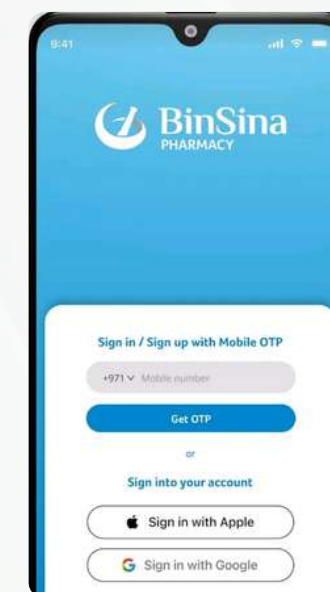 9:41
BinSina
PHARMACY
Sign in / Sign up with Mobile OTP
+971 Mobile number
Get OTP
or
Sign into your account
Sign in with Apple
Sign in with Google